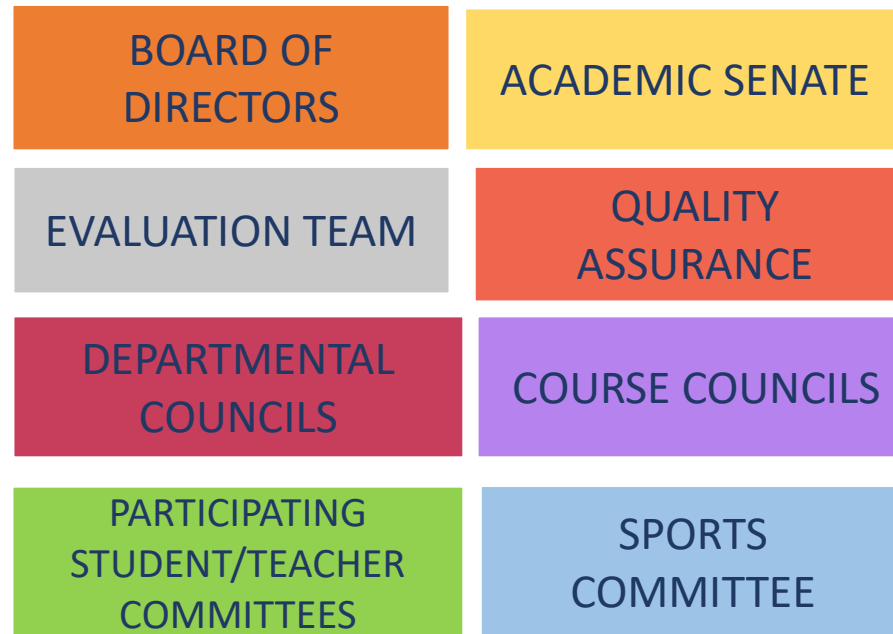 BOARD OF
DIRECTORS
ACADEMIC SENATE
EVALUATION TEAM
QUALITY
ASSURANCE
DEPARTMENTAL
COUNCILS
COURSE COUNCILS
PARTICIPATING
STUDENT/TEACHER
COMMITTEES
SPORTS
COMMITTEE